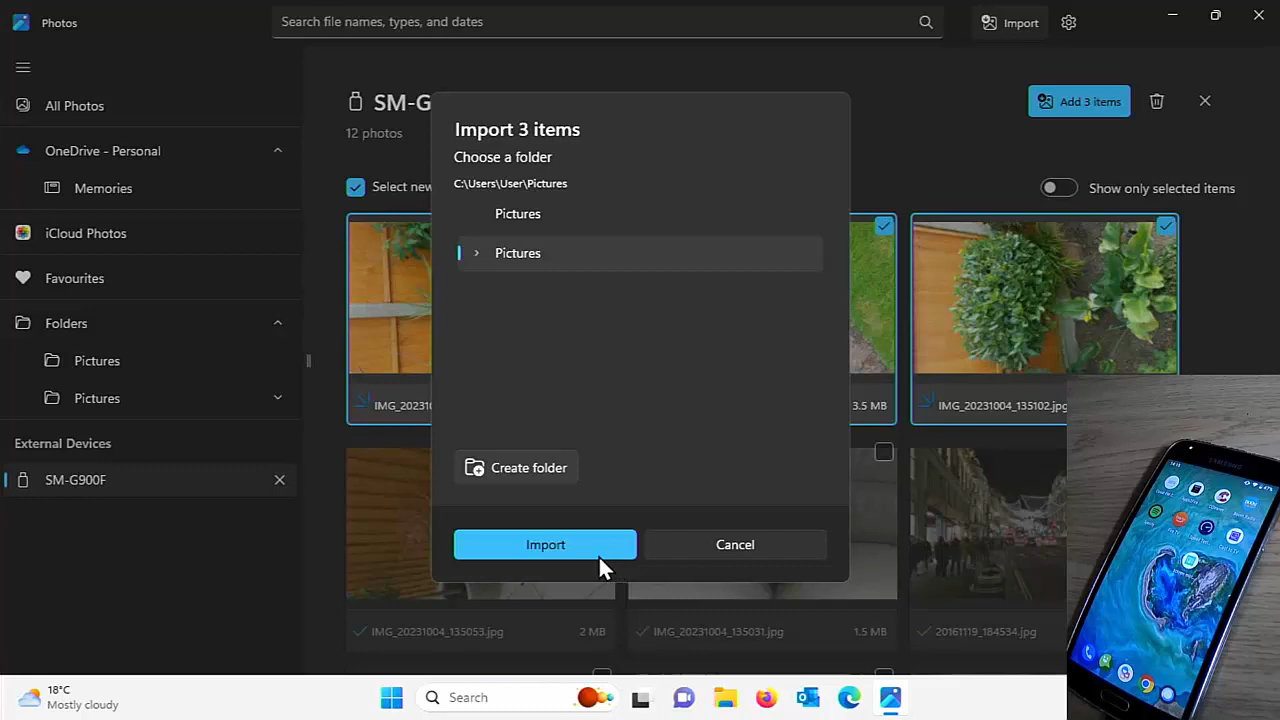 Photos
Search file names, types, and dates
Import
All Photos
OneDrive - Personal
Memories
iCloud Photos
Favourites
Folders
Pictures
Pictures
External Devices
SM-G900F
SM-G
12 photos
Add 3 items
Select new
Show only selected items
Import 3 items
Choose a folder
C:\Users\User\Pictures
Pictures
Pictures
Create folder
Import
Cancel
IMG_20231
3.5 MB
IMG_20231004_135102.jpg
IMG_20231004_135053.jpg
2 MB
IMG_20231004_135031.jpg
1.5 MB
20161119_184534.jpg
18°C
Mostly cloudy
Search
SAMSUNG